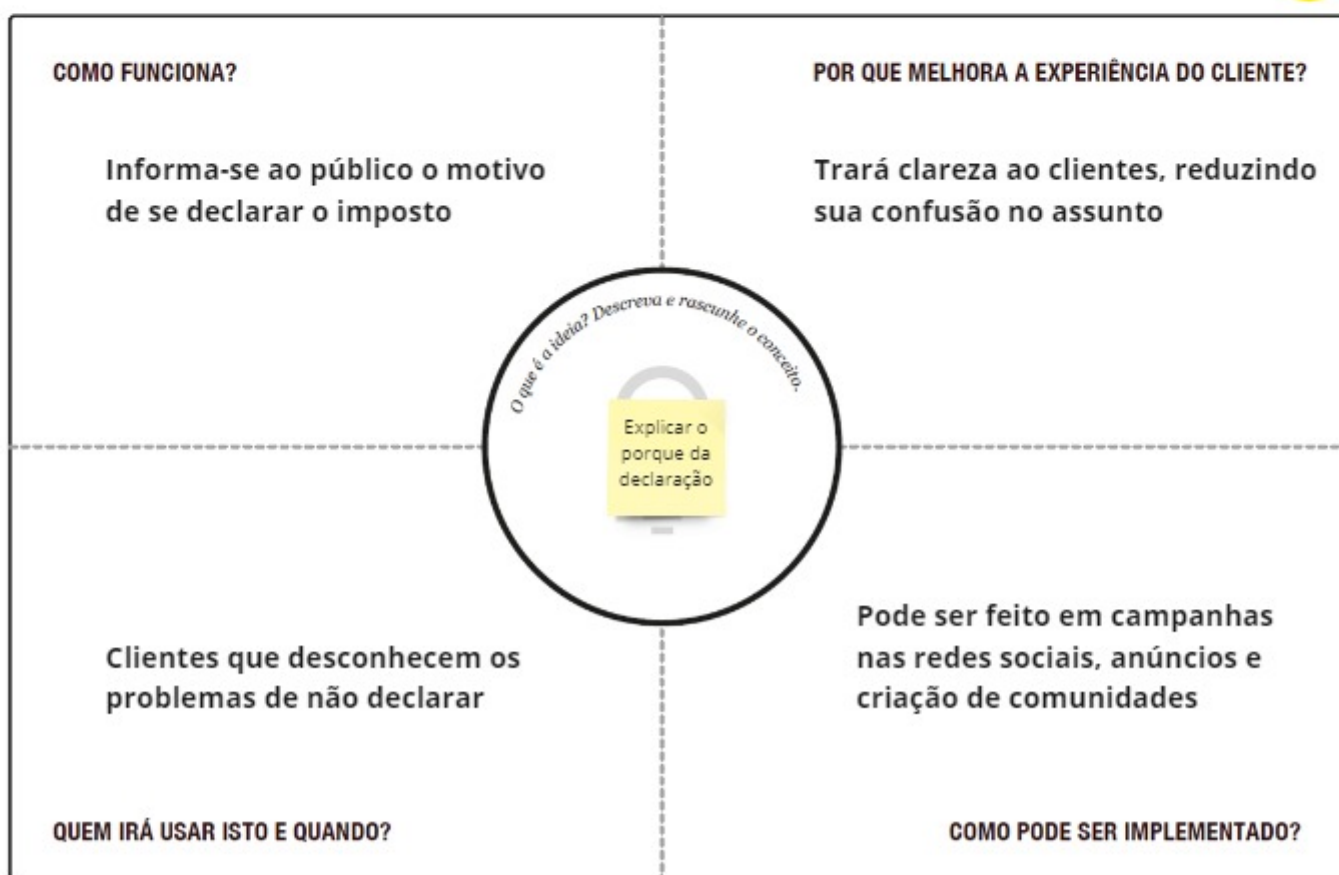 COMO FUNCIONA?
Informa-se ao público o motivo
de se declarar o imposto
POR QUE MELHORA A EXPERIÊNCIA DO CLIENTE?
Trará clareza ao clientes, reduzindo
sua confusão no assunto
O que é a ideia? Descreva e rascunhe o conceito.
Explicar o
porque da
declaração
Clientes que desconhecem os
problemas de não declarar
QUEM IRÁ USAR ISTO E QUANDO?
Pode ser feito em campanhas
nas redes sociais, anúncios e
criação de comunidades
COMO PODE SER IMPLEMENTADO?